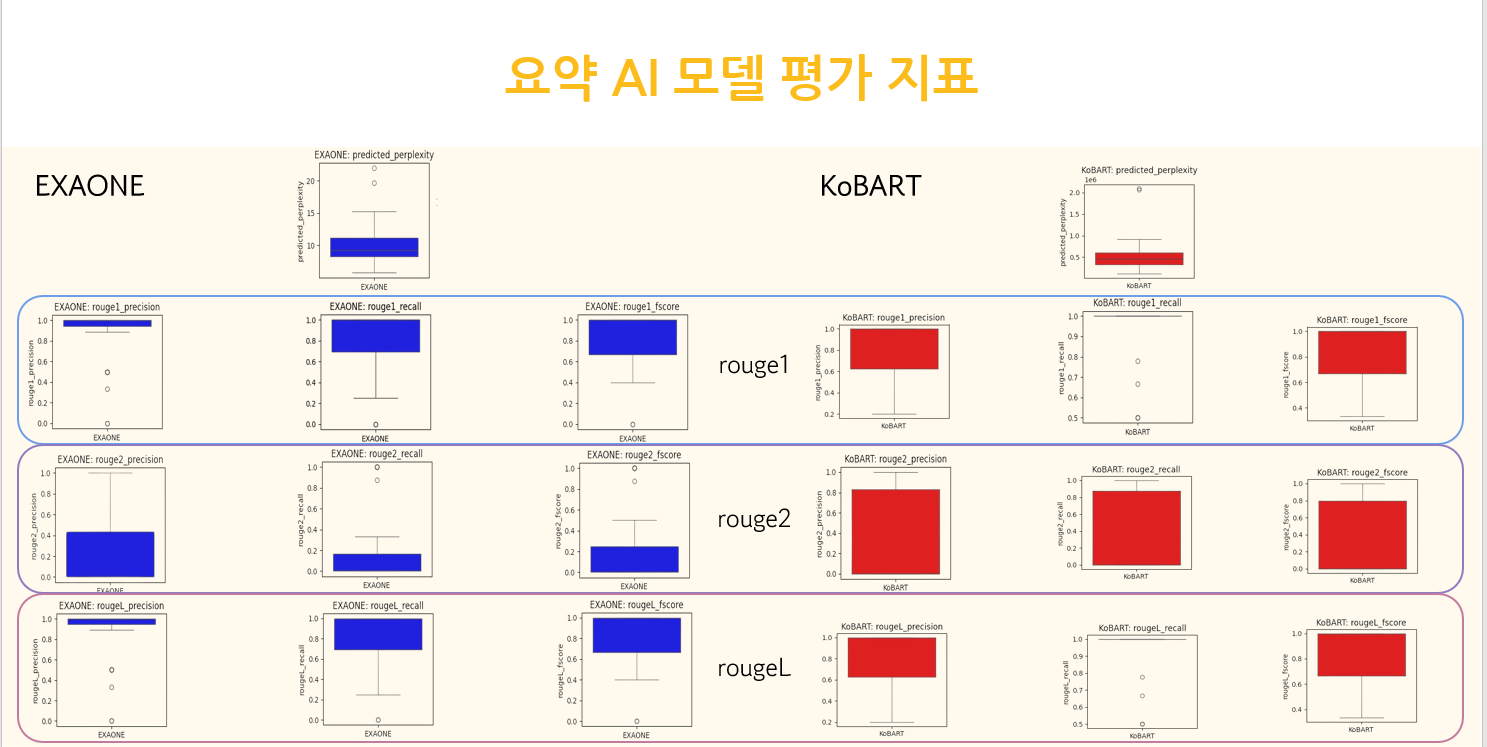 요약 AI 모델 평가 지표
EXAONE
EXAONE: predicted_perplexity
predicted_perplexity
20
15
10
EXAONE
KoBART
KoBART: predicted_perplexity
1e6
predicted_perplexity
2.0
1.5
1.0
0.5
KoBART
EXAONE: rouge1_precision
rouge1_precision
1.0
0.8
0.6
0.4
0.2
0.0
EXAONE
EXAONE: rouge1_recall
rouge1_recall
1.0
0.8
0.6
0.4
0.2
0.0
EXAONE
EXAONE: rouge1_fscore
1.0
0.8
0.6
0.4
0.2
0.0
EXAONE
rouge1
KoBART: rouge1_precision
rouge1_precision
1.0
0.8
0.6
0.4
0.2
KoBART
KoBART: rouge1_recall
rouge1_recall
1.0
0.9
0.8
0.7
0.6
0.5
KoBART
KoBART: rouge1_fscore
rouge1_fscore
1.0
0.8
0.6
0.4
KoBART
EXAONE: rouge2_precision
rouge2_precision
1.0
0.8
0.6
0.4
0.2
0.0
EXAONE
EXAONE: rouge2_recall
rouge2_recall
1.0
0.8
0.6
0.4
0.2
0.0
EXAONE
EXAONE: rouge2_fscore
rouge2_fscore
1.0
0.8
0.6
0.4
0.2
0.0
EXAONE
rouge2
KoBART: rouge2_precision
rouge2_precision
1.0
0.8
0.6
0.4
0.2
0.0
KoBART
KoBART: rouge2_recall
rouge2_recall
1.0
0.8
0.6
0.4
0.2
0.0
KoBART
KoBART: rouge2_fscore
rouge2_fscore
1.0
0.8
0.6
0.4
0.2
0.0
KoBART
EXAONE: rougeL_precision
rougeL_precision
1.0
0.8
0.6
0.4
0.2
0.0
EXAONE
EXAONE: rougeL_recall
rougeL_recall
1.0
0.8
0.6
0.4
0.2
0.0
EXAONE
EXAONE: rougeL_fscore
rougeL_fscore
1.0
0.8
0.6
0.4
0.2
0.0
EXAONE
rougeL
KoBART: rougeL_precision
rougeL_precision
1.0
0.8
0.6
0.4
0.2
KoBART
KoBART: rougeL_recall
rougeL_recall
1.0
0.9
0.8
0.7
0.6
0.5
KoBART
KoBART: rougeL_fscore
rougeL_fscore
1.0
0.8
0.6
0.4
KoBART